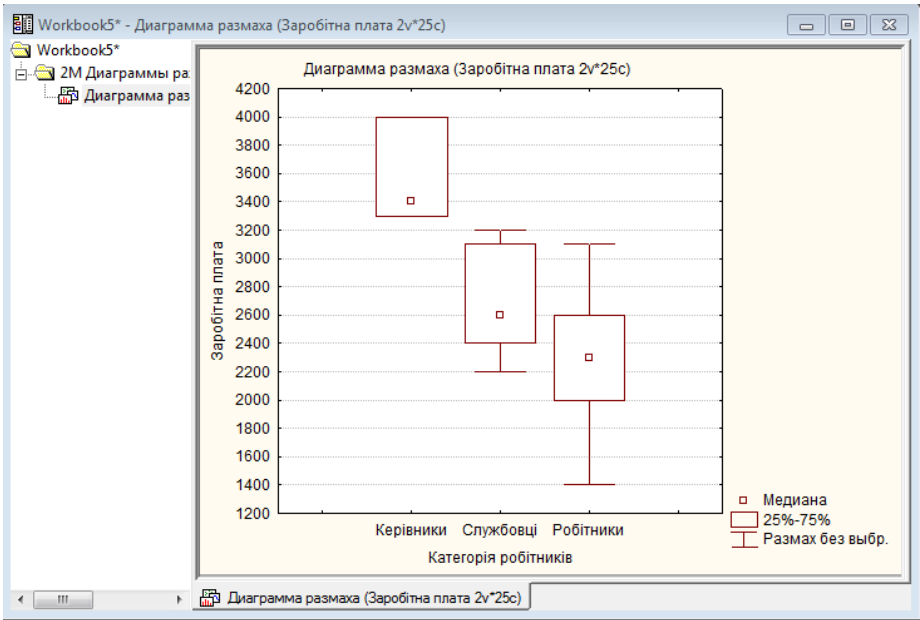 Workbook5* - Диаграмма размаха (Заробітна плата 2v*25c)
Workbook5*
2М Диаграммы ра
Диаграмма раз
Диаграмма размаха (Заробітна плата 2v*25c)
4200
4000
3800
3600
3400
3200
3000
2800
2600
2400
2200
2000
1800
1600
1400
1200
Заробітна плата
Керівники Службовці Робітники
Категорія робітників
Медиана
25%-75%
Размах без выбр.
Диаграмма размаха (Заробітна плата 2v*25c)